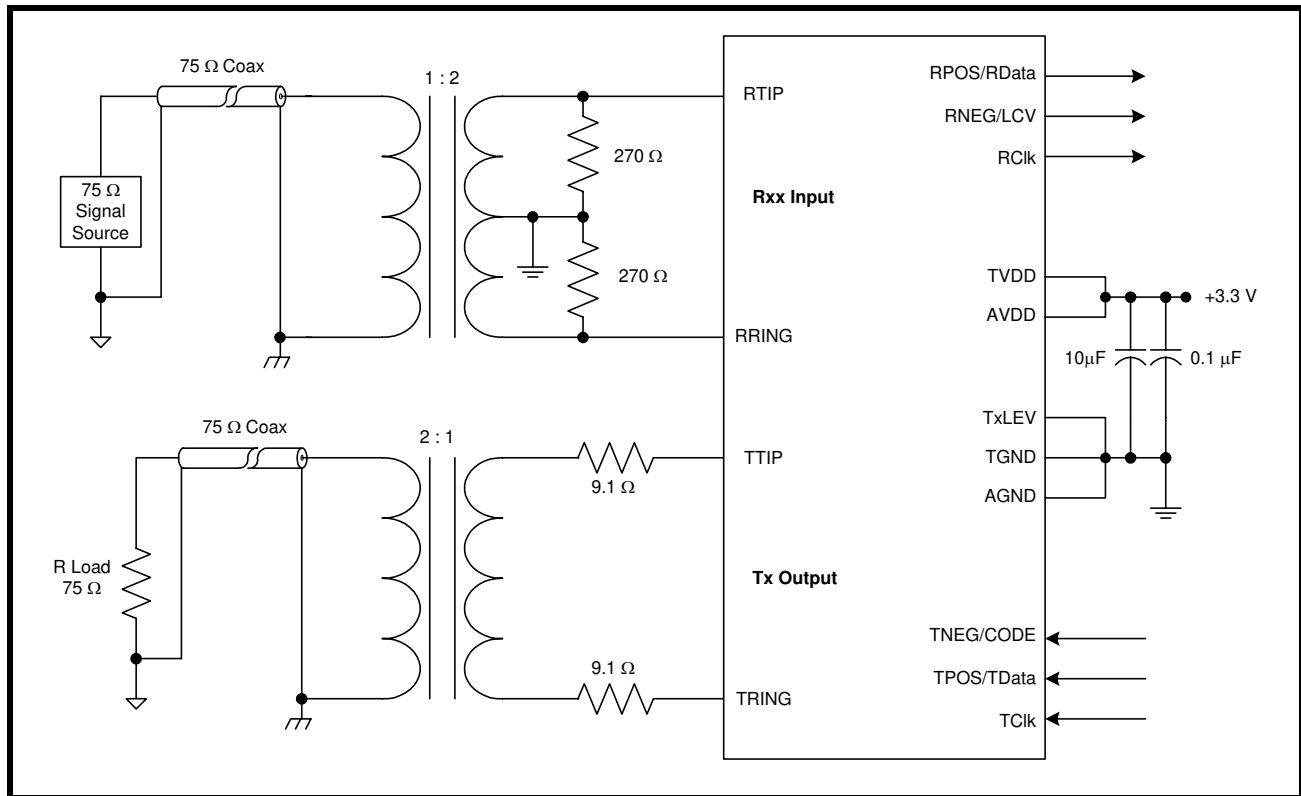 75 Ω Coax
1 : 2
75 Ω
Signal
Source
270 Ω
270 Ω
RTIP
Rxx Input
RRING
RPOS/RData
RNEG/LCV
RClk
TVDD
AVDD
+3.3 V
10μF
0.1 μF
TxLEV
TGND
AGND
75 Ω Coax
2 : 1
R Load
75 Ω
9.1 Ω
9.1 Ω
TTIP
Tx Output
TRING
TNEG/CODE
TPOS/TData
TClk